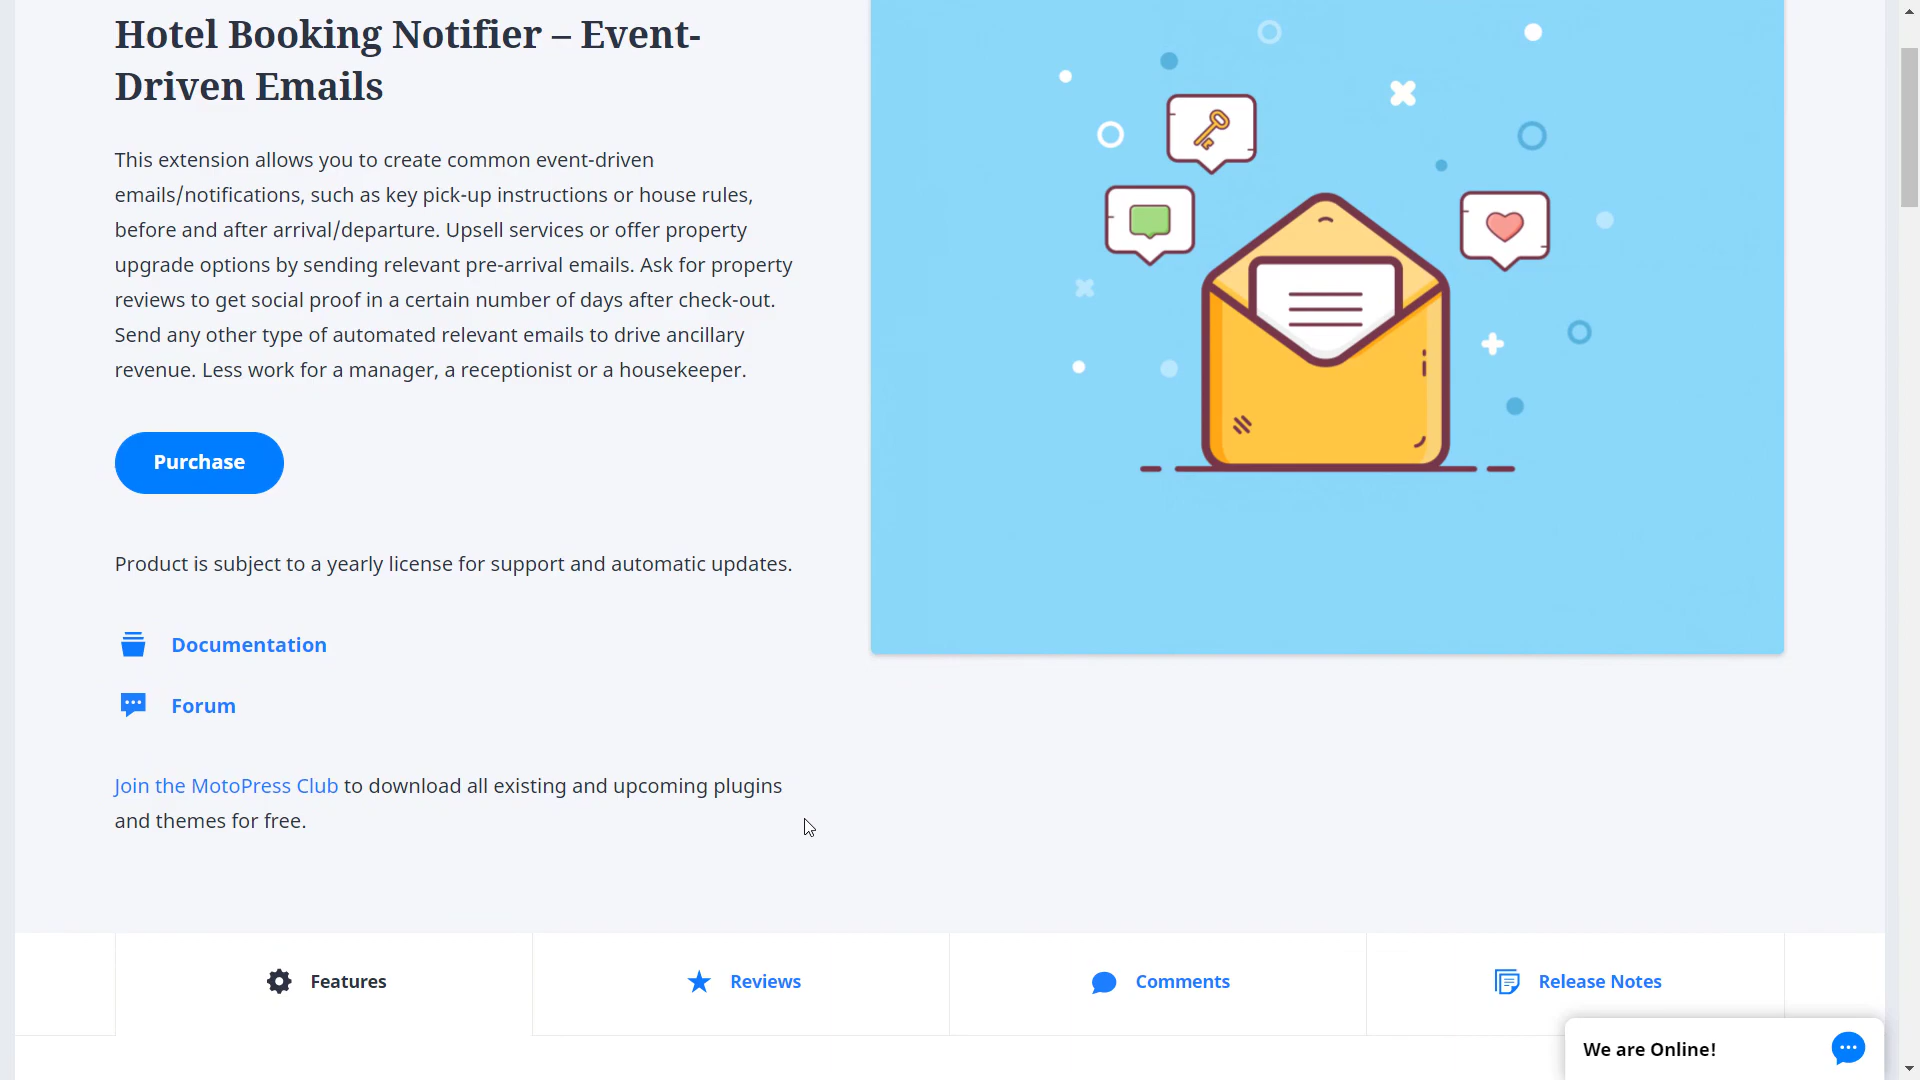 Hotel Booking Notifier – Event-
Driven Emails
This extension allows you to create common event-driven
emails/notifications, such as key pick-up instructions or house rules,
before and after arrival/departure. Upsell services or offer property
upgrade options by sending relevant pre-arrival emails. Ask for property
reviews to get social proof in a certain number of days after check-out.
Send any other type of automated relevant emails to drive ancillary
revenue. Less work for a manager, a receptionist or a housekeeper.
Purchase
Product is subject to a yearly license for support and automatic updates.
Documentation
Forum
Join the MotoPress Club to download all existing and upcoming plugins
and themes for free.
Features
Reviews
Comments
Release Notes
We are Online!